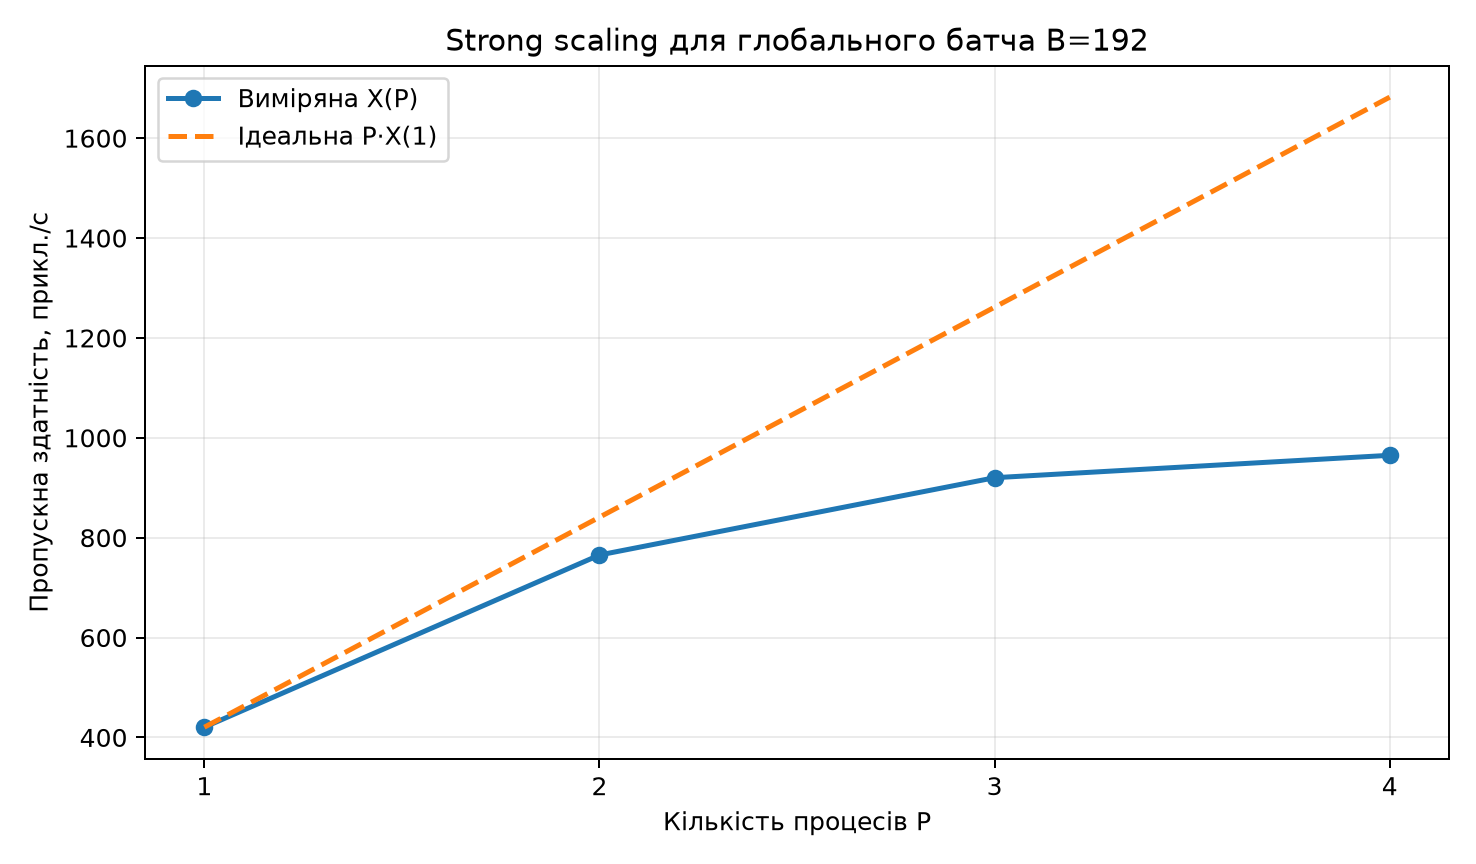 Strong scaling для глобального батча B=192
Виміряна X(P)
Ідеальна P·X(1)
Пропускна здатність, прикл./с
1600
1400
1200
1000
800
600
400
1 2 3 4
Кількість процесів P